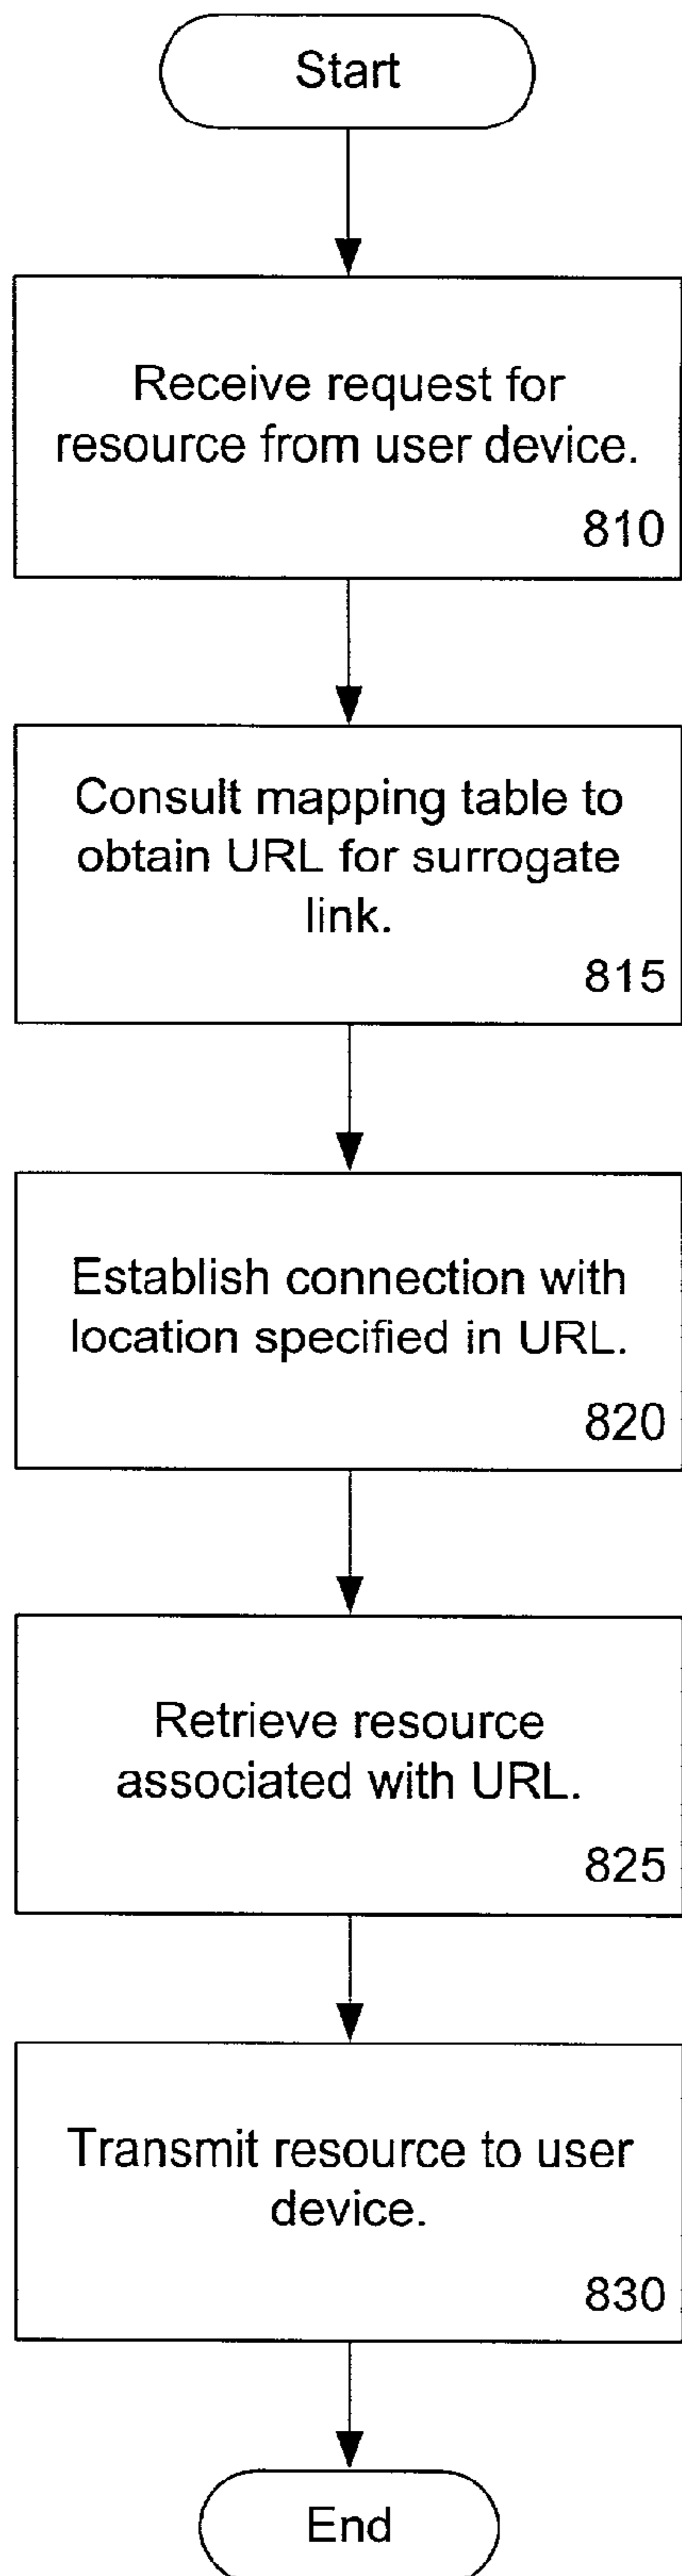 Start
Receive request for
resource from user device.
810
Consult mapping table to
obtain URL for surrogate
link.
815
Establish connection with
location specified in URL.
820
Retrieve resource
associated with URL.
825
Transmit resource to user
device.
830
End